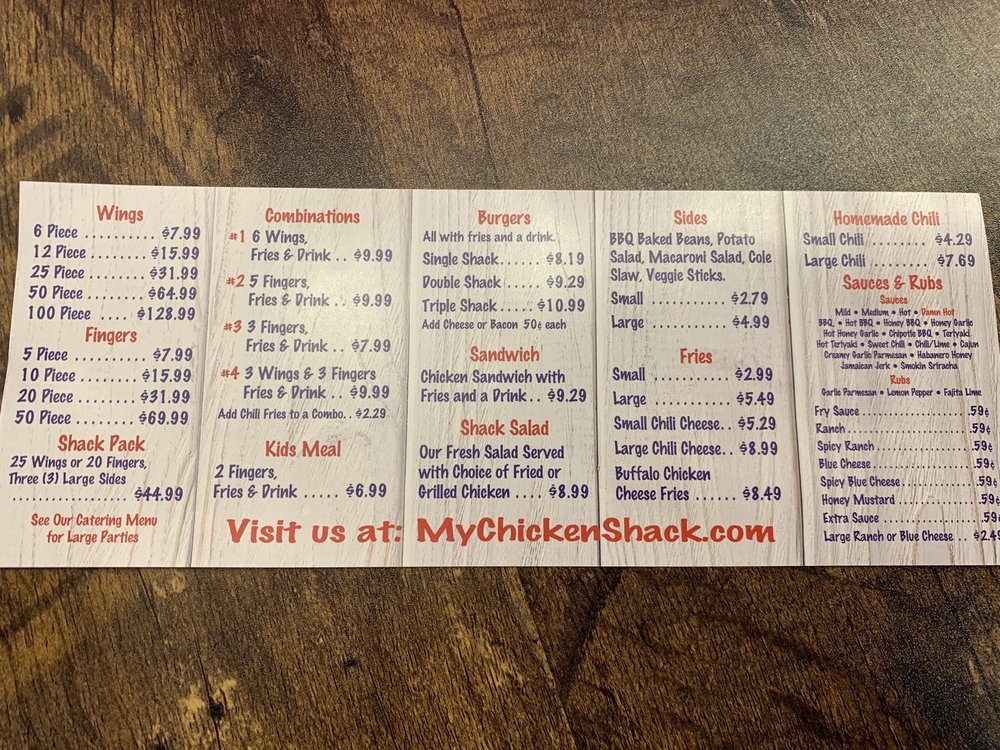 Wings
6 Piece .......... $7.99
12 Piece ........ $15.99
25 Piece ........ $31.99
50 Piece ........ $64.99
100 Piece .... $128.99
Fingers
5 Piece .......... $7.99
10 Piece ........ $15.99
20 Piece ........ $31.99
50 Piece ........ $69.99
Shack Pack
25 Wings or 20 Fingers,
Three (3) Large Sides
.................... $44.99
See Our Catering Menu
for Large Parties
Combinations
#1 6 Wings,
Fries & Drink .. $9.99
#2 5 Fingers,
Fries & Drink .. $9.99
#3 3 Fingers,
Fries & Drink .. $7.99
#4 3 Wings & 3 Fingers
Fries & Drink .. $9.99
Add Chili Fries to a Combo.. $2.29
Kids Meal
2 Fingers,
Fries & Drink ..... $6.99
Burgers
All with fries and a drink.
Single Shack...... $8.19
Double Shack ..... $9.29
Triple Shack..... $10.99
Add Cheese or Bacon 50¢ each
Sandwich
Chicken Sandwich with
Fries and a Drink .. $9.29
Shack Salad
Our Fresh Salad Served
with Choice of Fried or
Grilled Chicken .... $8.99
Sides
BBQ Baked Beans, Potato
Salad, Macaroni Salad, Cole
Slaw, Veggie Sticks.
Small ........... $2.79
Large ........... $4.99
Fries
Small ........... $2.99
Large ........... $5.49
Small Chili Cheese.. $5.29
Large Chili Cheese.. $8.99
Buffalo Chicken
Cheese Fries ...... $8.49
Homemade Chili
Small Chili ........ $4.29
Large Chili ........ $7.69
Sauces & Rubs
Sauces
Mild • Medium • Hot • Damn Hot
BBQ • Hot BBQ • Honey BBQ • Honey Garlic
Hot Honey Garlic • Chipotle BBQ • Teriyaki
Hot Teriyaki • Sweet Chili • Chili/Lime • Cajun
Creamy Garlic Parmesan • Habanero Honey
Jamaican Jerk • Smokin Sriracha
Rubs
Garlic Parmesan • Lemon Pepper • Fajita Lime
Fry Sauce ..................... .59¢
Ranch ........................ .59¢
Spicy Ranch .................. .59¢
Blue Cheese................... .59¢
Spicy Blue Cheese............. .59¢
Honey Mustard ................ .59¢
Extra Sauce .................. .59¢
Large Ranch or Blue Cheese .. $2.49
Visit us at: MyChickenShack.com